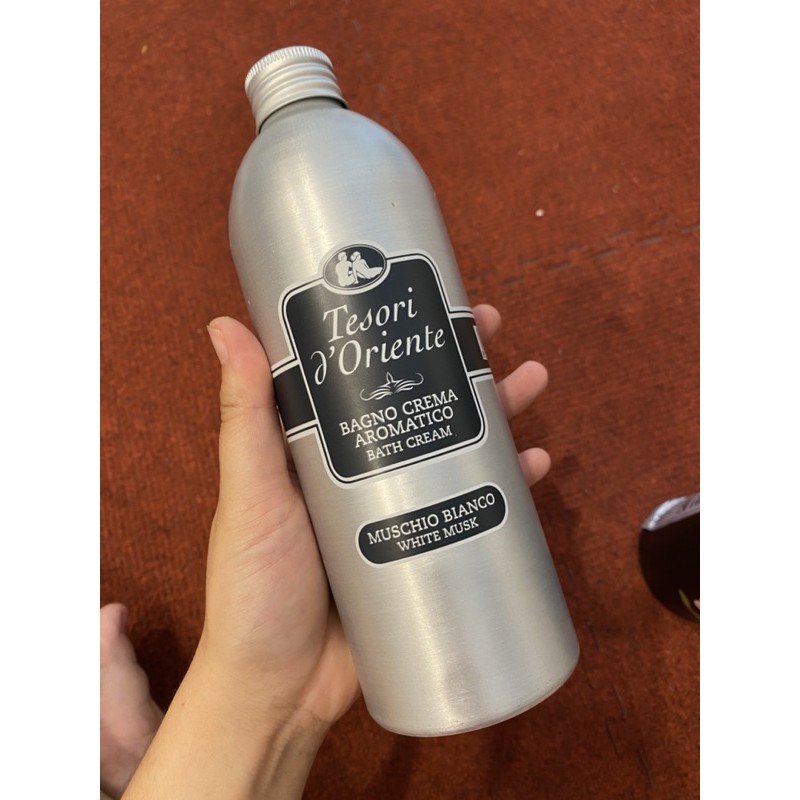 Tesori
d'Oriente
BAGNO CREMA
AROMATICO
BATH CREAM
MUSCHIO BIANCO
WHITE MUSK